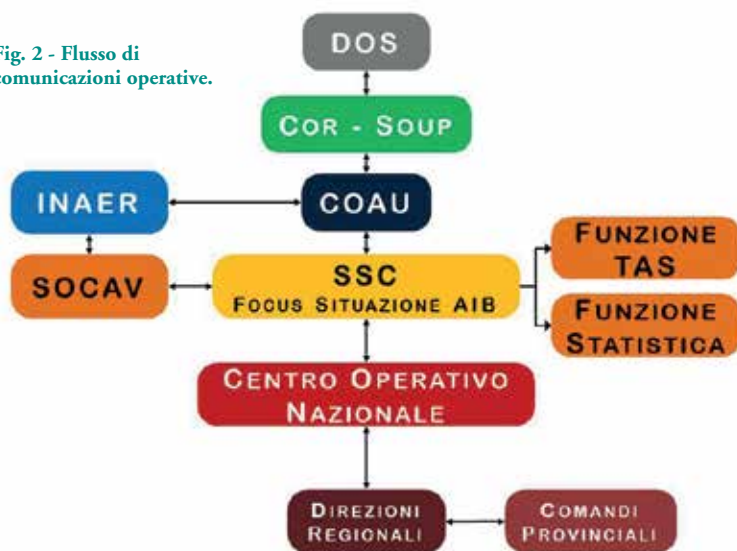 Fig. 2 - Flusso di
comunicazioni operative.
DOS
COR - SOUP
INAER
COAU
SOCAV
SSC
FOCUS SITUAZIONE AIB
FUNZIONE
TAS
FUNZIONE
STATISTICA
CENTRO OPERATIVO
NAZIONALE
DIREZIONI
REGIONALI
COMANDI
PROVINCIALI